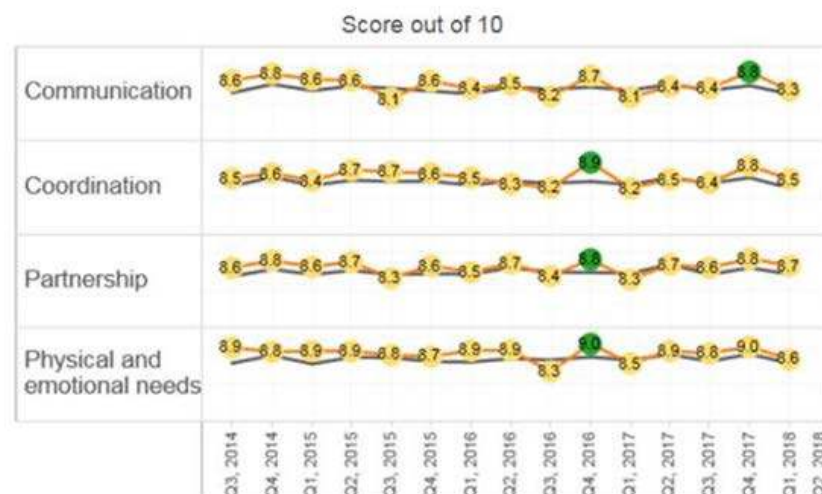 Score out of 10
Communication
8.6 8.8 8.6 8.6 8.1 8.6 8.4 8.5 8.2 8.7 8.1 8.4 8.4 8.8 8.3
Coordination
8.5 8.6 8.4 8.7 8.7 8.6 8.5 8.3 8.2 8.9 8.2 8.5 8.4 8.8 8.5
Partnership
8.6 8.8 8.6 8.7 8.3 8.6 8.5 8.7 8.4 8.8 8.3 8.7 8.6 8.8 8.7
Physical and
emotional needs
8.9 8.8 8.9 8.9 8.8 8.7 8.9 8.9 8.3 9.0 8.5 8.9 8.8 9.0 8.6
Q3, 2014
Q4, 2014
Q1, 2015
Q2, 2015
Q3, 2015
Q4, 2015
Q1, 2016
Q2, 2016
Q3, 2016
Q4, 2016
Q1, 2017
Q2, 2017
Q3, 2017
Q4, 2017
Q1, 2018
Q2, 2018